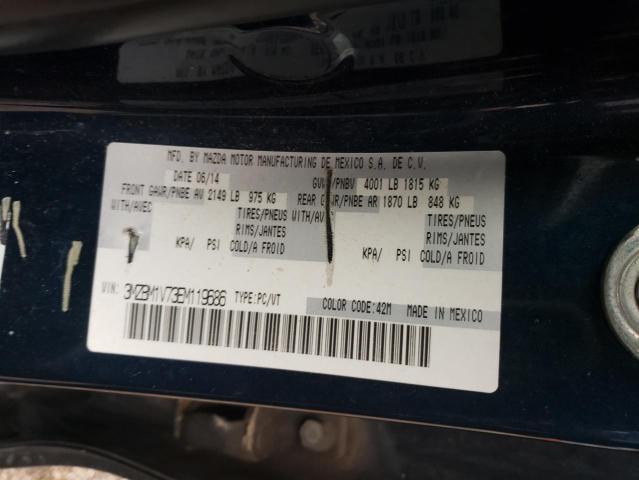 MFD. BY MAZDA MOTOR MANUFACTURING DE MEXICO S.A. DE C.V.
DATE 06/14 GVWR/PNBV 4001 LB 1815 KG
FRONT GAWR/PNBE AV 2149 LB 975 KG REAR GAWR/PNBE AR 1870 LB 848 KG
WITH/AVEC TIRES/PNEUS WITH/AVEC TIRES/PNEUS
RIMS/JANTES RIMS/JANTES
KPA/ PSI COLD/A FROID KPA/ PSI COLD/A FROID
VIN: 3MZBM1V73EM119686 TYPE:PC/VT
COLOR CODE:42M MADE IN MEXICO